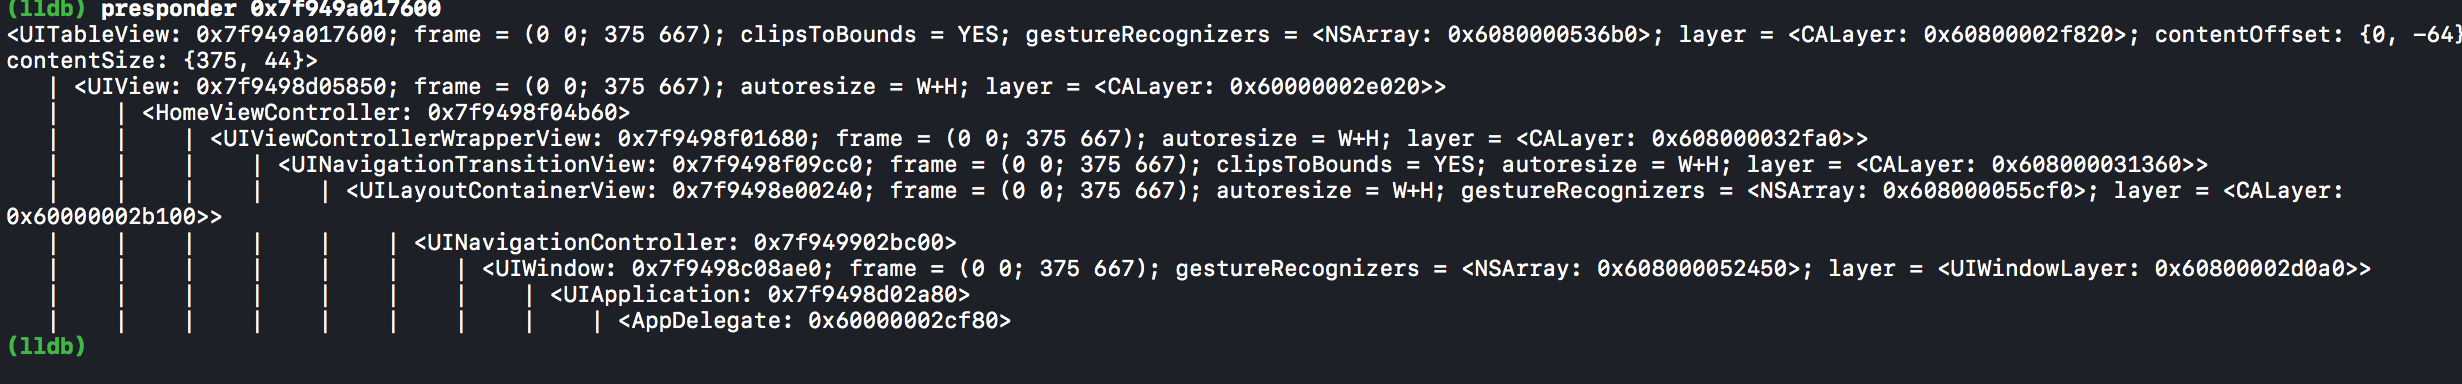 (lldb) presponder 0x7f949a017600
<UITableView: 0x7f949a017600; frame = (0 0; 375 667); clipsToBounds = YES; gestureRecognizers = <NSArray: 0x6080000536b0>; layer = <CALayer: 0x60800002f820>; contentOffset: {0, -64}
contentSize: {375, 44}>
   | <UIView: 0x7f9498d05850; frame = (0 0; 375 667); autoresize = W+H; layer = <CALayer: 0x60000002e020>>
   |    | <HomeViewController: 0x7f9498f04b60>
   |    |    | <UIViewControllerWrapperView: 0x7f9498f01680; frame = (0 0; 375 667); autoresize = W+H; layer = <CALayer: 0x608000032fa0>>
   |    |    |    | <UINavigationTransitionView: 0x7f9498f09cc0; frame = (0 0; 375 667); clipsToBounds = YES; autoresize = W+H; layer = <CALayer: 0x608000031360>>
   |    |    |    |    | <UILayoutContainerView: 0x7f9498e00240; frame = (0 0; 375 667); autoresize = W+H; gestureRecognizers = <NSArray: 0x608000055cf0>; layer = <CALayer:
0x60000002b100>>
   |    |    |    |    |    | <UINavigationController: 0x7f949902bc00>
   |    |    |    |    |    |    | <UIWindow: 0x7f9498c08ae0; frame = (0 0; 375 667); gestureRecognizers = <NSArray: 0x608000052450>; layer = <UIWindowLayer: 0x60800002d0a0>>
   |    |    |    |    |    |    |    | <UIApplication: 0x7f9498d02a80>
   |    |    |    |    |    |    |    |    | <AppDelegate: 0x60000002cf80>
(lldb)